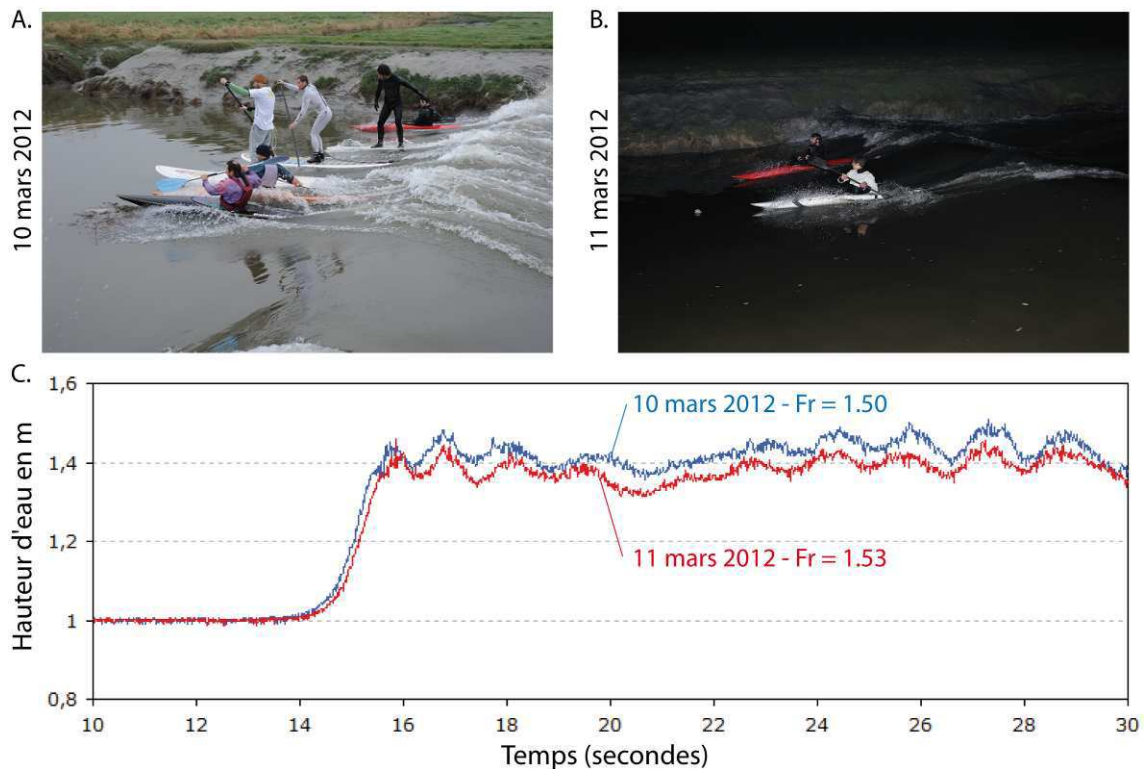 A.
B.
10 mars 2012
11 mars 2012
C.
Hauteur d'eau en m
1,6
1,4
1,2
1
0,8
10 mars 2012 - Fr = 1.50
11 mars 2012 - Fr = 1.53
10 12 14 16 18 20 22 24 26 28 30
Temps (secondes)